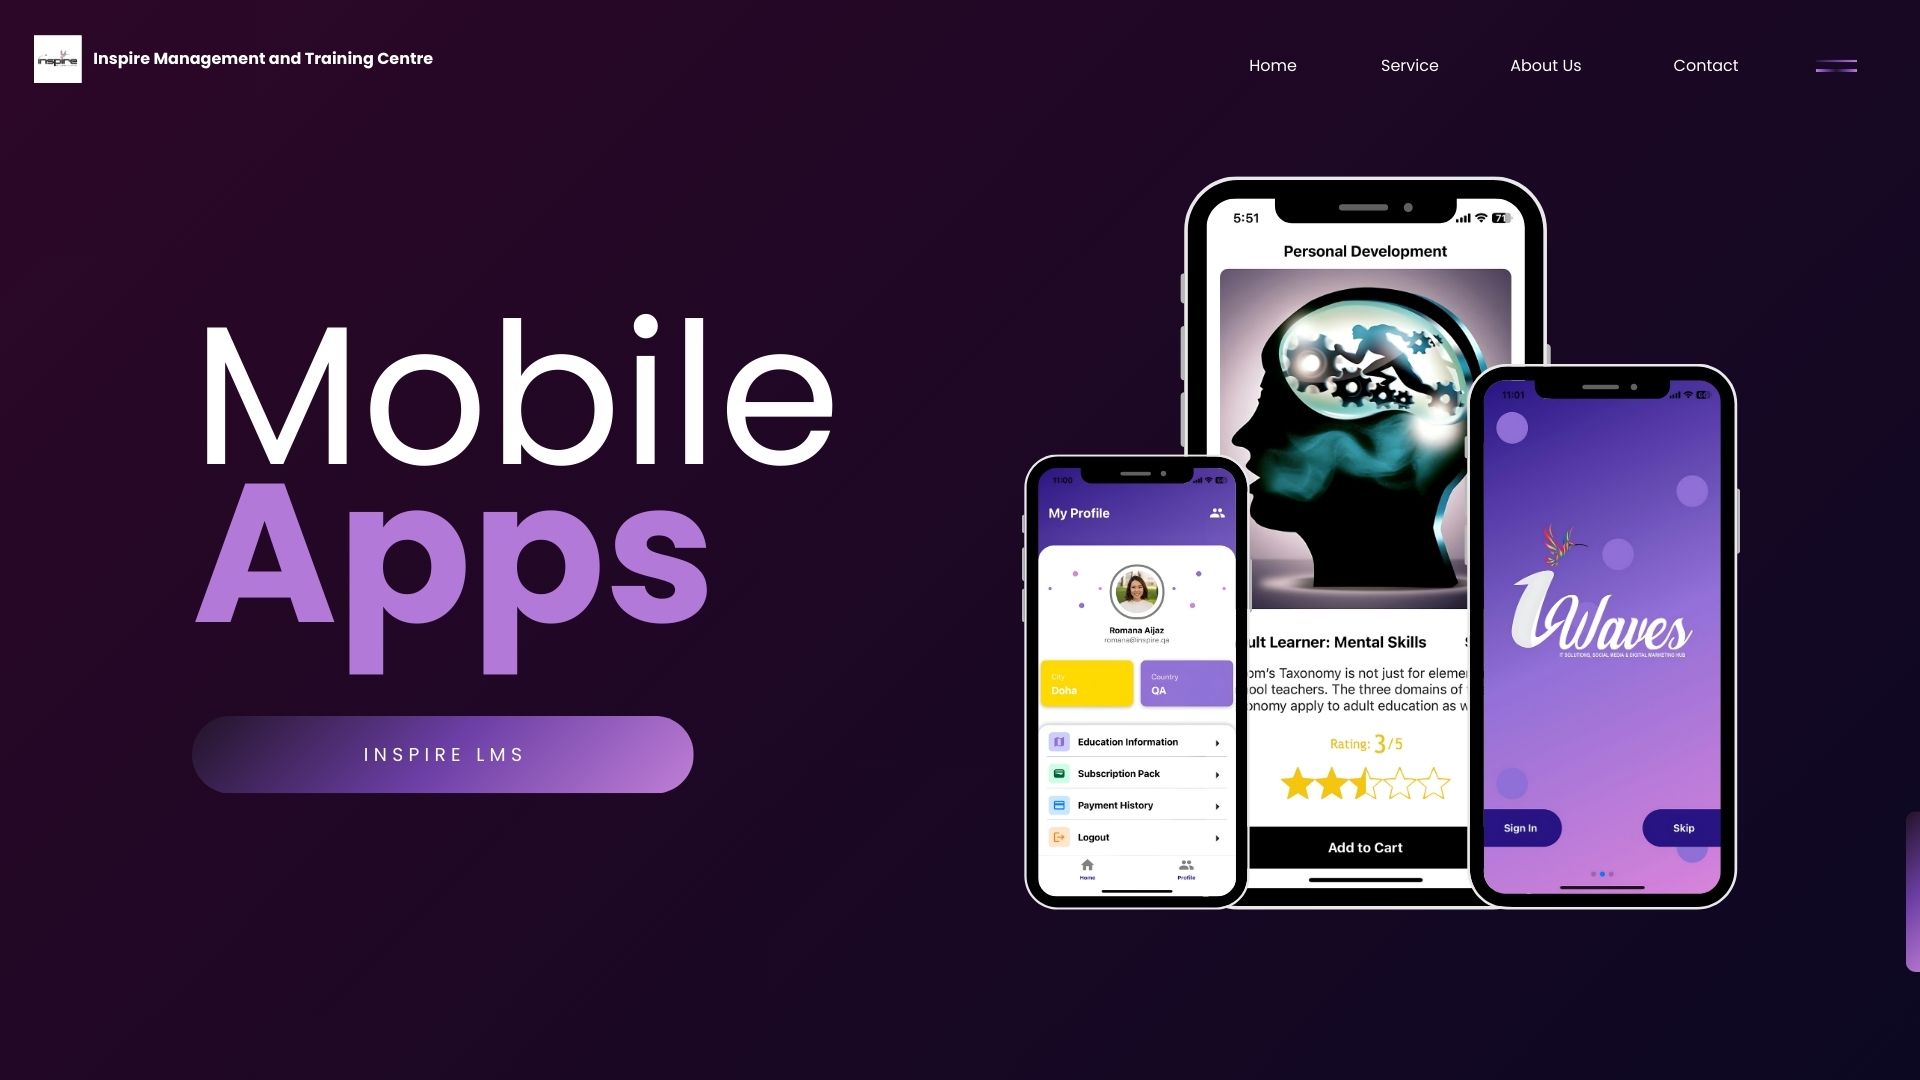 inspire
Inspire Management and Training Centre
Home
Service
About Us
Contact
Mobile
Apps
INSPIRE LMS
5:51
71
Personal Development
ult Learner: Mental Skills
om's Taxonomy is not just for elemen
ool teachers. The three domains of
onomy apply to adult education as w
Rating: 3/5
Add to Cart
11:00
My Profile
Romana Aijaz
romana@inspire.qa
City
Doha
Country
QA
Education Information
Subscription Pack
Payment History
Logout
Home
Profile
11:01
iWaves
IT SOLUTIONS, SOCIAL MEDIA & DIGITAL MARKETING HUB
Sign In
Skip